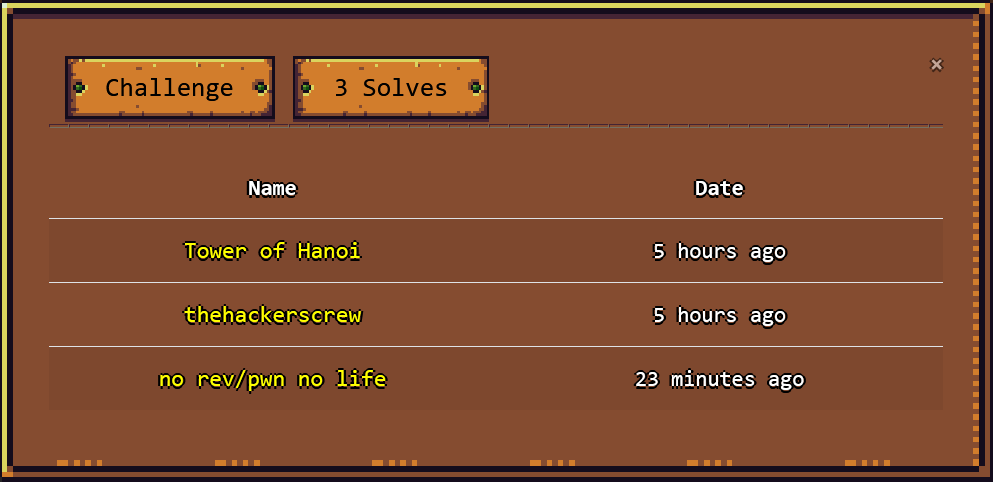 Challenge
3 Solves
×
Name Date
Tower of Hanoi 5 hours ago
thehackerscrew 5 hours ago
no rev/pwn no life 23 minutes ago